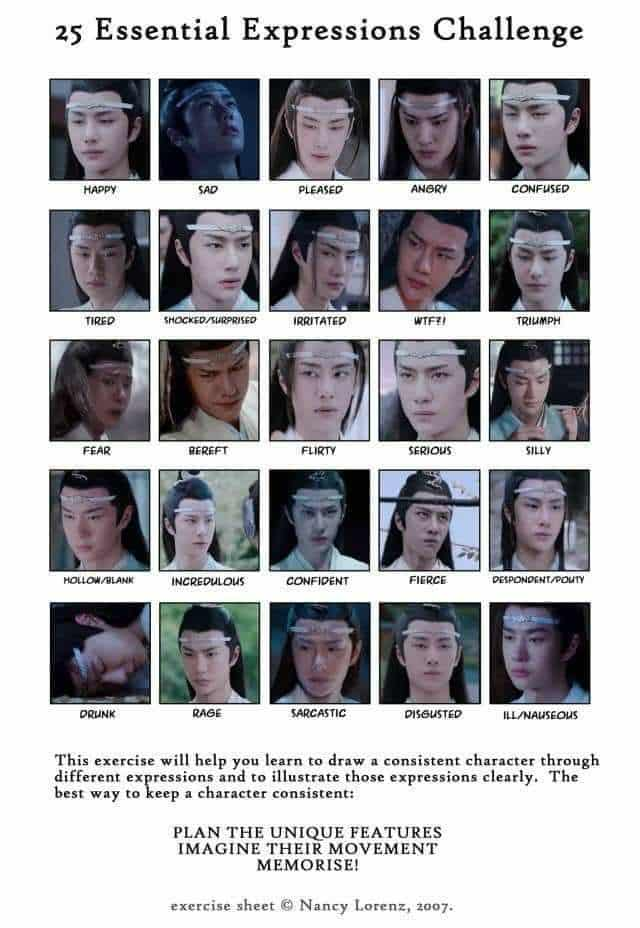 25 Essential Expressions Challenge
HAPPY
SAD
PLEASED
ANGRY
CONFUSED
TIRED
SHOCKED/SURPRISED
IRRITATED
WTF?!
TRIUMPH
FEAR
BEREFT
FLIRTY
SERIOUS
SILLY
HOLLOW/BLANK
INCREDULOUS
CONFIDENT
FIERCE
DESPONDENT/POUTY
DRUNK
RAGE
SARCASTIC
DISGUSTED
ILL/NAUSEOUS
This exercise will help you learn to draw a consistent character through
different expressions and to illustrate those expressions clearly. The
best way to keep a character consistent:
PLAN THE UNIQUE FEATURES
IMAGINE THEIR MOVEMENT
MEMORISE!
exercise sheet © Nancy Lorenz, 2007.